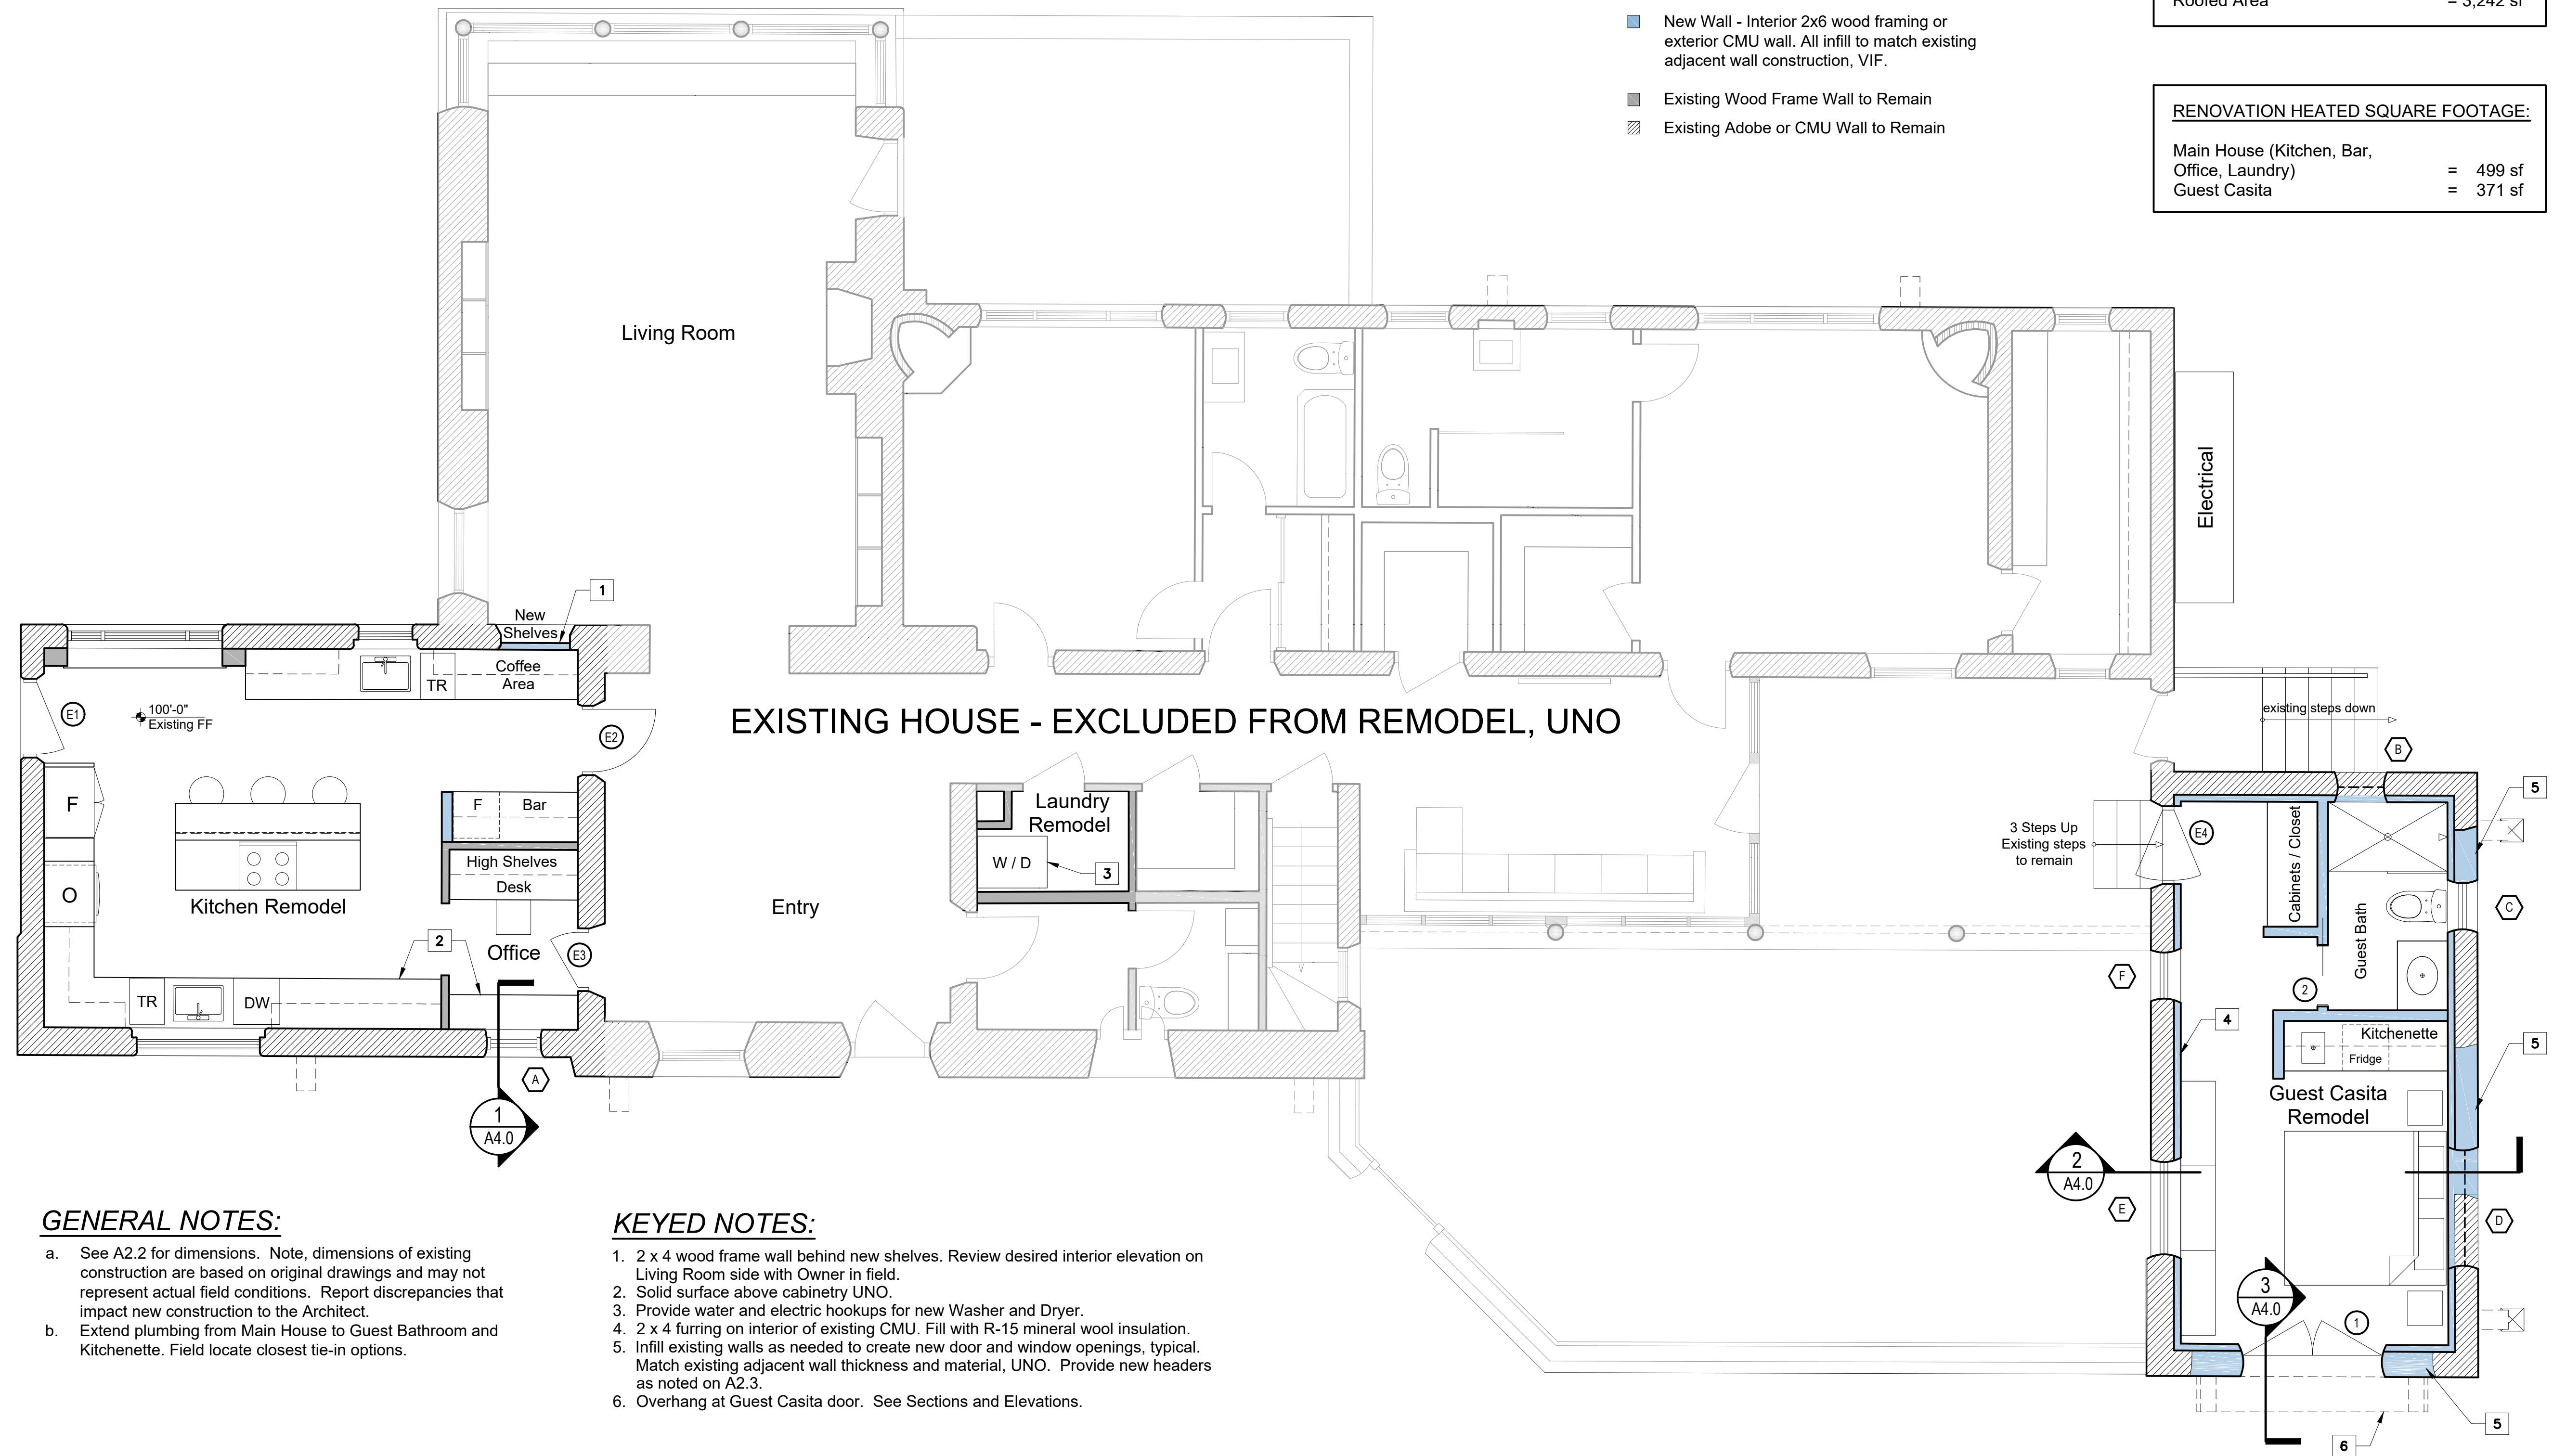 New Wall - Interior 2x6 wood framing or
exterior CMU wall. All infill to match existing
adjacent wall construction, VIF.
Existing Wood Frame Wall to Remain
Existing Adobe or CMU Wall to Remain
Roofed Area = 3,242 sf
RENOVATION HEATED SQUARE FOOTAGE:
Main House (Kitchen, Bar,
Office, Laundry) = 499 sf
Guest Casita = 371 sf
Living Room
Electrical
1
New
Shelves
Coffee
Area
TR
E1
100'-0"
Existing FF
E2
EXISTING HOUSE - EXCLUDED FROM REMODEL, UNO
existing steps down
B
5
F
F
Bar
Laundry
Remodel
W / D
3
3 Steps Up
Existing steps
to remain
E4
Cabinets / Closet
High Shelves
Desk
O
Kitchen Remodel
Entry
C
2
Office
E3
Guest Bath
F
2
TR
DW
4
Kitchenette
Fridge
5
A
Guest Casita
Remodel
1
A4.0
2
A4.0
E
D
3
A4.0
1
5
6
GENERAL NOTES:
a. See A2.2 for dimensions. Note, dimensions of existing
construction are based on original drawings and may not
represent actual field conditions. Report discrepancies that
impact new construction to the Architect.
b. Extend plumbing from Main House to Guest Bathroom and
Kitchenette. Field locate closest tie-in options.
KEYED NOTES:
1. 2 x 4 wood frame wall behind new shelves. Review desired interior elevation on
Living Room side with Owner in field.
2. Solid surface above cabinetry UNO.
3. Provide water and electric hookups for new Washer and Dryer.
4. 2 x 4 furring on interior of existing CMU. Fill with R-15 mineral wool insulation.
5. Infill existing walls as needed to create new door and window openings, typical.
Match existing adjacent wall thickness and material, UNO. Provide new headers
as noted on A2.3.
6. Overhang at Guest Casita door. See Sections and Elevations.